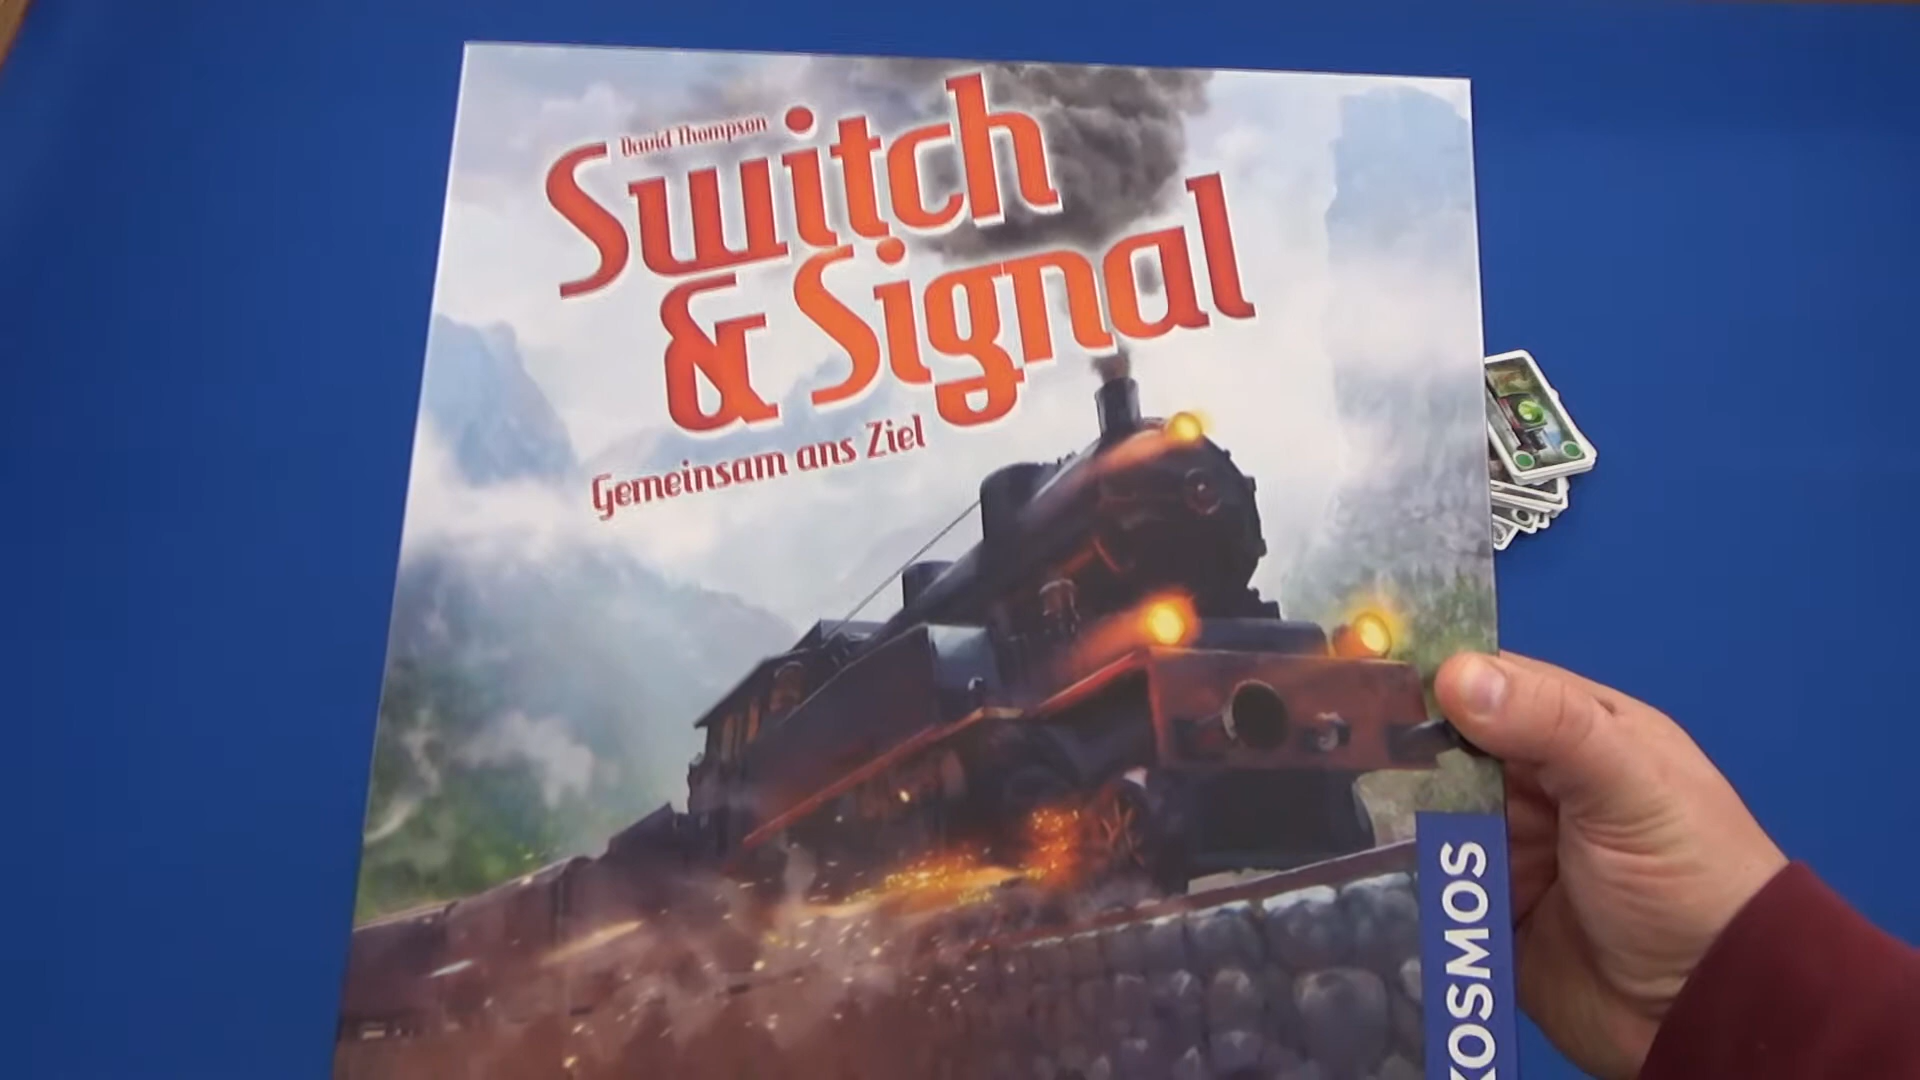 David Thompson
Switch
& Signal
Gemeinsam ans Ziel
KOSMOS